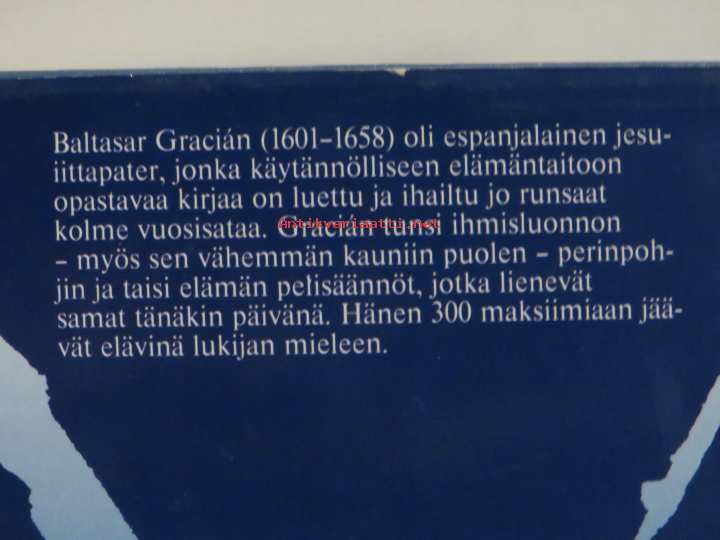 Baltasar Gracián (1601–1658) oli espanjalainen jesu-
iittapater, jonka käytännölliseen elämäntaitoon
opastavaa kirjaa on luettu ja ihailtu jo runsaat
kolme vuosisataa. Gracián tunsi ihmisluonnon
– myös sen vähemmän kauniin puolen – perinpoh-
jin ja taisi elämän pelisäännöt, jotka lienevät
samat tänäkin päivänä. Hänen 300 maksiimiaan jää-
vät elävinä lukijan mieleen.
Antikvariaatti.net